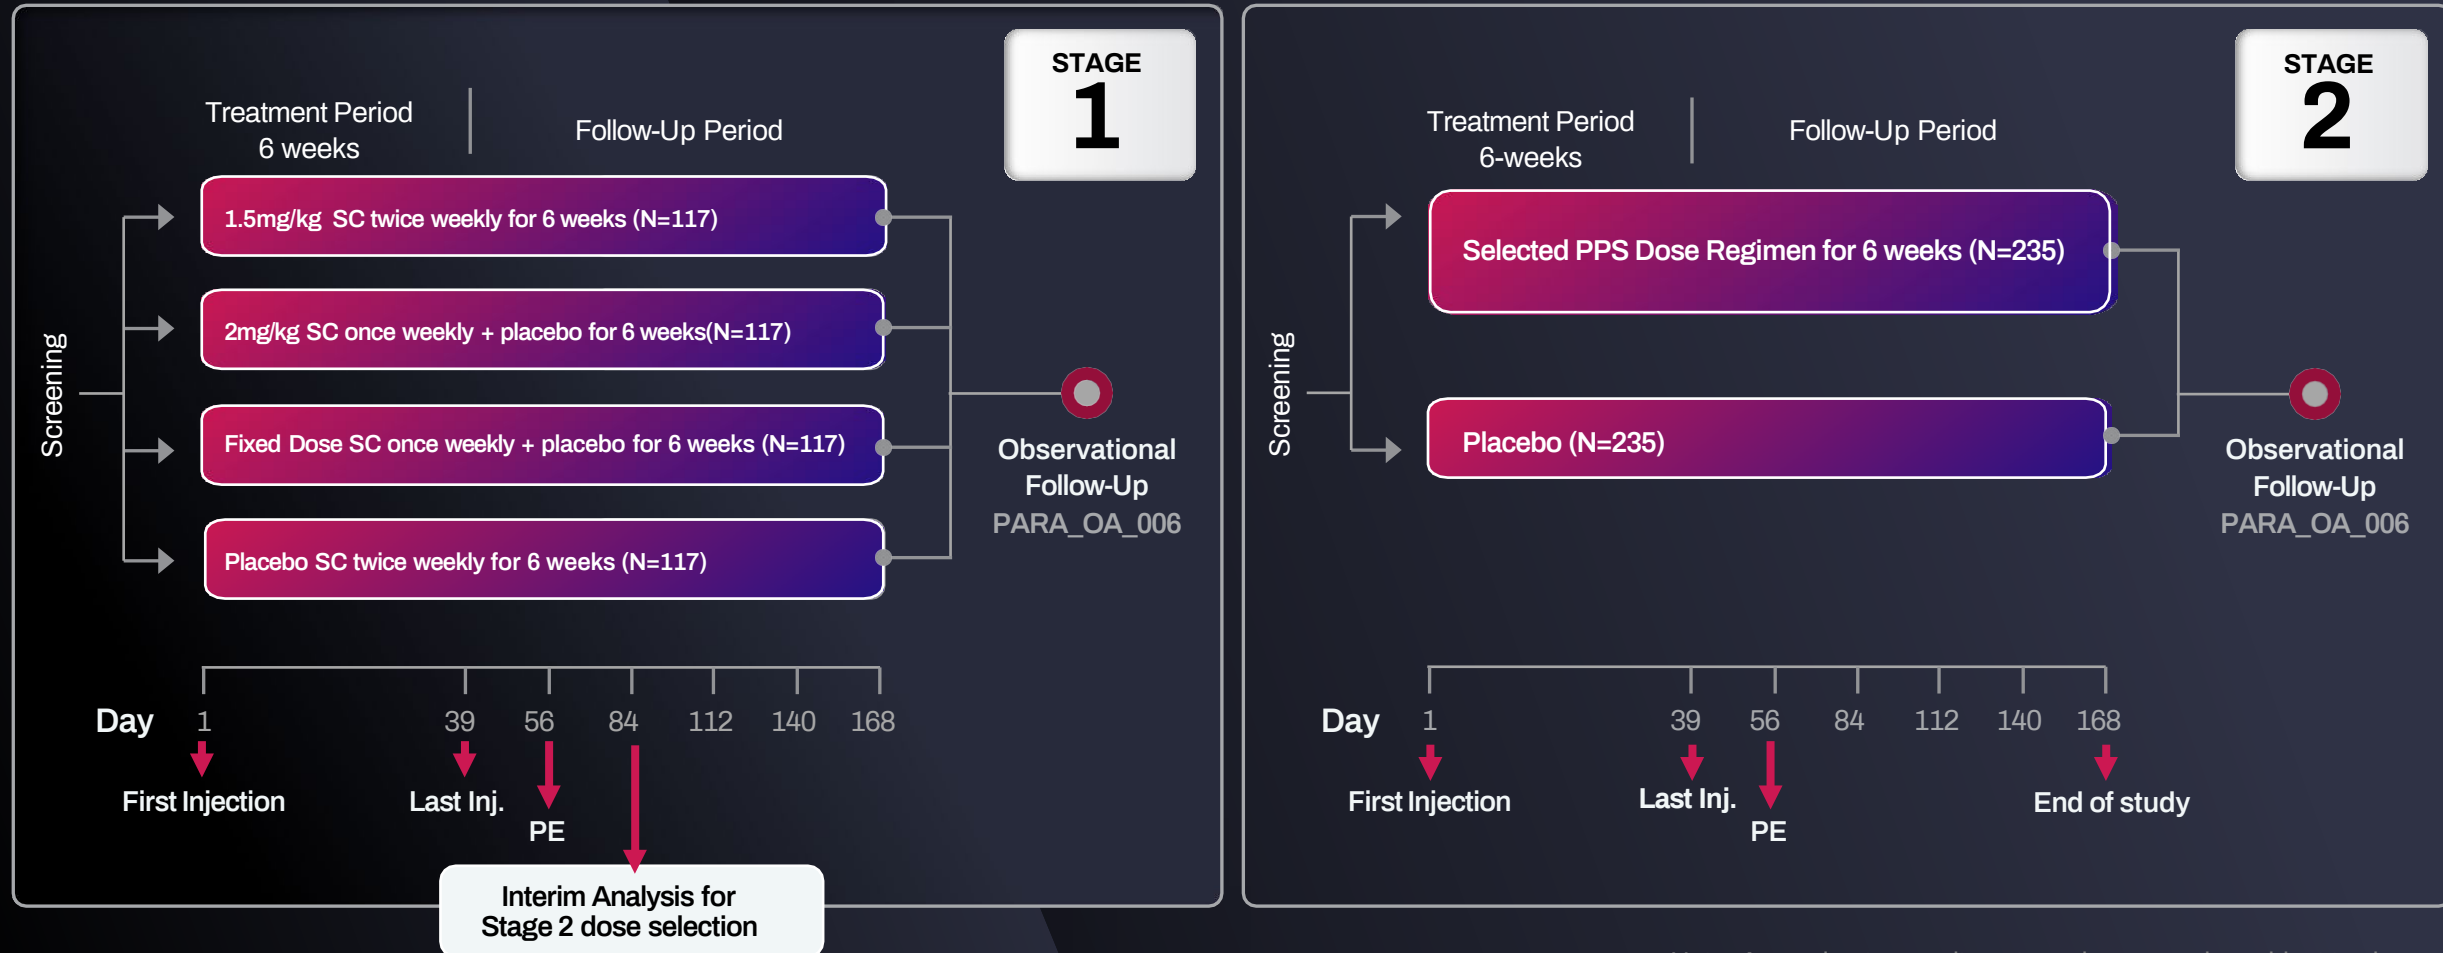 STAGE
1
Treatment Period
6 weeks
Follow-Up Period
Screening
1.5mg/kg SC twice weekly for 6 weeks (N=117)
2mg/kg SC once weekly + placebo for 6 weeks(N=117)
Fixed Dose SC once weekly + placebo for 6 weeks (N=117)
Placebo SC twice weekly for 6 weeks (N=117)
Observational
Follow-Up
PARA_OA_006
Day 1 39 56 84 112 140 168
First Injection
Last Inj.
PE
Interim Analysis for
Stage 2 dose selection
STAGE
2
Treatment Period
6-weeks
Follow-Up Period
Screening
Selected PPS Dose Regimen for 6 weeks (N=235)
Placebo (N=235)
Observational
Follow-Up
PARA_OA_006
Day 1 39 56 84 112 140 168
First Injection
Last Inj.
PE
End of study